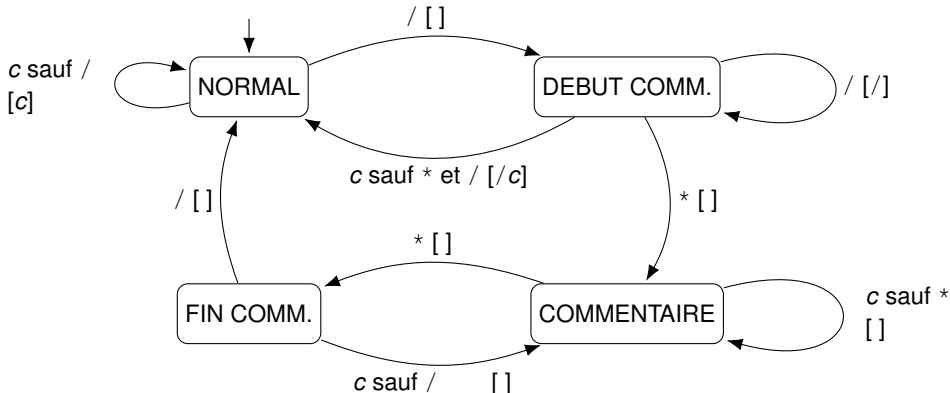 / [ ]
c sauf /
[c]
NORMAL
DEBUT COMM.
/ [/]
c sauf * et / [/c]
/ [ ]
* [ ]
* [ ]
FIN COMM.
COMMENTAIRE
c sauf *
[ ]
c sauf / [ ]